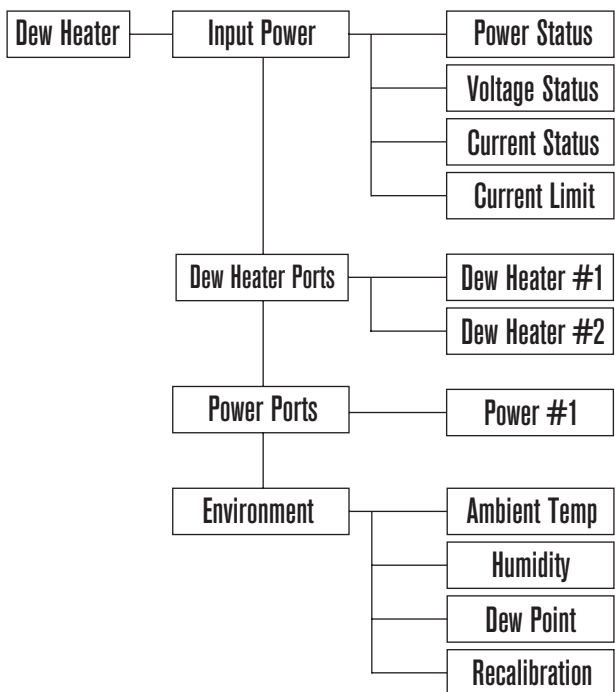 Dew Heater
Input Power
Power Status
Voltage Status
Current Status
Current Limit
Dew Heater Ports
Dew Heater #1
Dew Heater #2
Power Ports
Power #1
Environment
Ambient Temp
Humidity
Dew Point
Recalibration